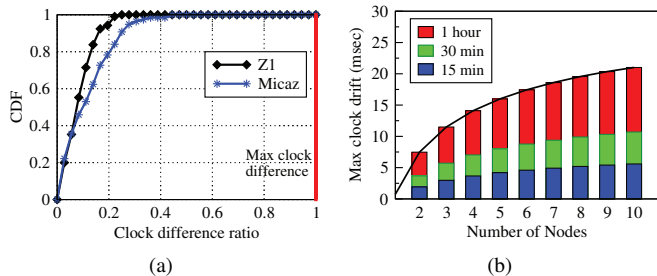 1
0.8
0.6
0.4
0.2
0
CDF
Z1
Micaz
Max clock
difference
0 0.2 0.4 0.6 0.8 1
Clock difference ratio
(a)
30
25
20
15
10
5
0
Max clock drift (msec)
1 hour
30 min
15 min
2 3 4 5 6 7 8 9 10
Number of Nodes
(b)